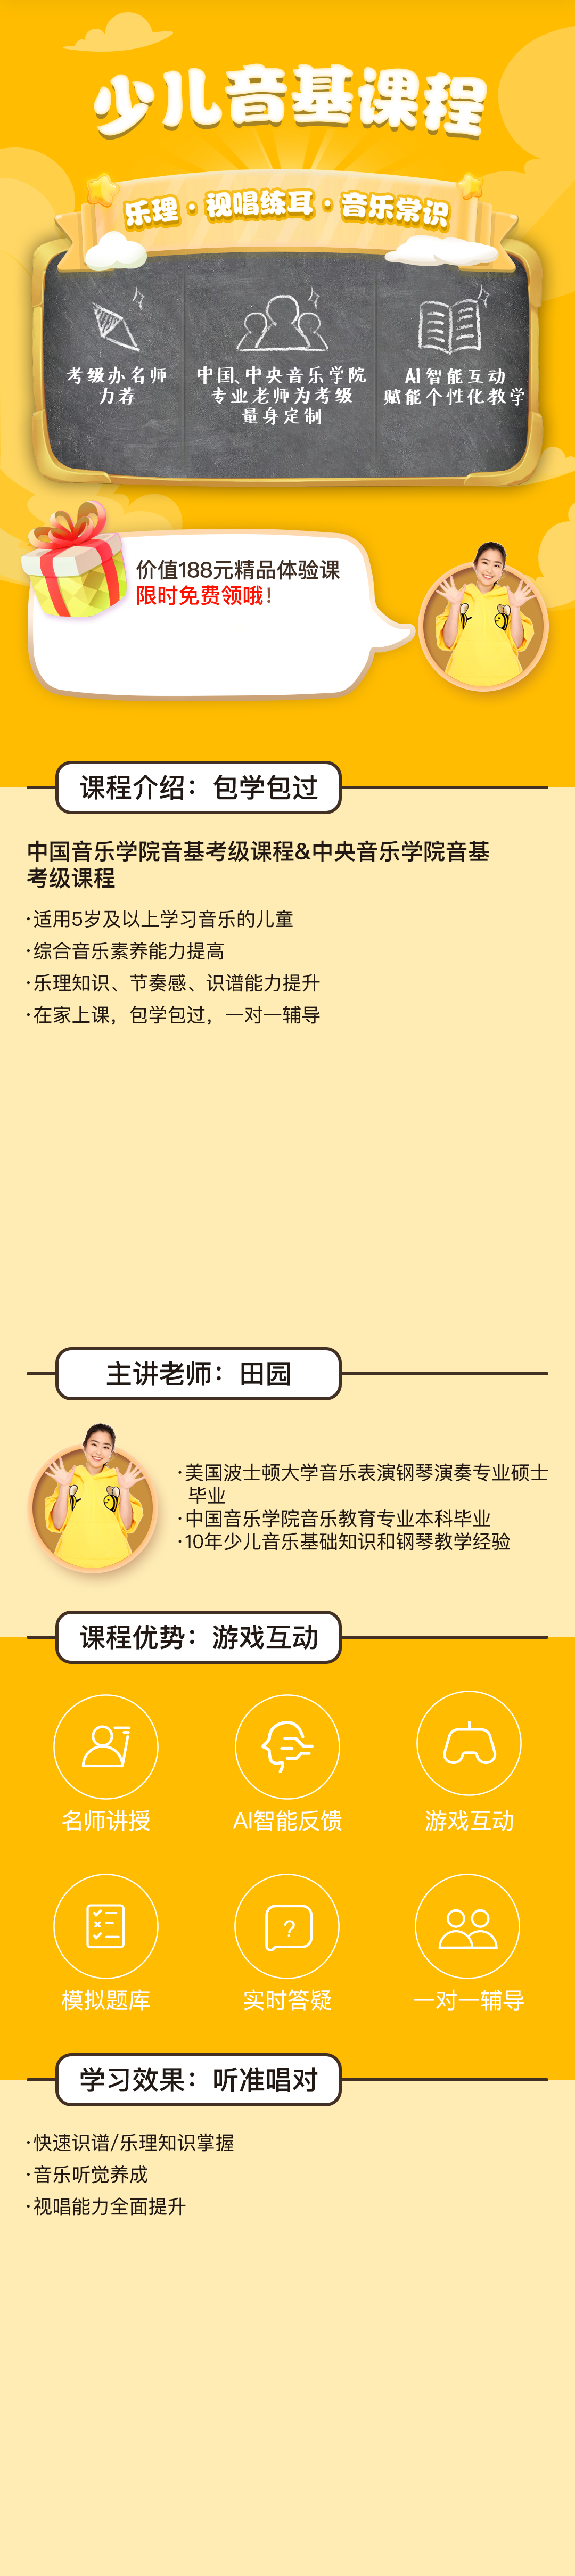 少儿音基课程
乐理·视唱练耳·音乐常识
考级办名师
力荐
中国、中央音乐学院
专业老师为考级
量身定制
AI智能互动
赋能个性化教学
价值188元精品体验课
限时免费领哦！
课程介绍：包学包过
中国音乐学院音基考级课程&中央音乐学院音基
考级课程
·适用5岁及以上学习音乐的儿童
·综合音乐素养能力提高
·乐理知识、节奏感、识谱能力提升
·在家上课，包学包过，一对一辅导
主讲老师：田园
·美国波士顿大学音乐表演钢琴演奏专业硕士
毕业
·中国音乐学院音乐教育专业本科毕业
·10年少儿音乐基础知识和钢琴教学经验
课程优势：游戏互动
名师讲授
AI智能反馈
游戏互动
?
模拟题库
实时答疑
一对一辅导
学习效果：听准唱对
·快速识谱/乐理知识掌握
·音乐听觉养成
·视唱能力全面提升